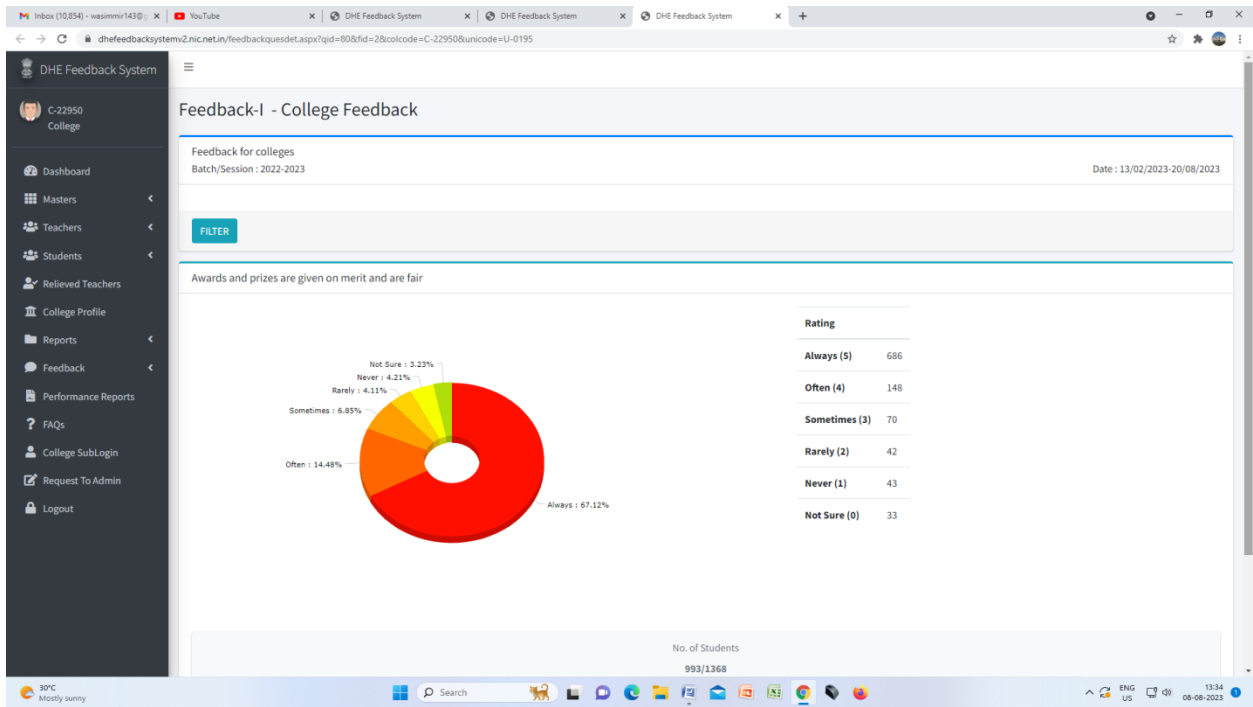 Inbox (10,854) - wasimmir143@g
YouTube
DHE Feedback System
DHE Feedback System
DHE Feedback System
dhefeedbacksystemv2.nic.net.in/feedbackquesdet.aspx?qid=80&fid=2&colcode=C-22950&unicode=U-0195
DHE Feedback System
C-22950
College
Dashboard
Masters
Teachers
Students
Relieved Teachers
College Profile
Reports
Feedback
Performance Reports
FAQs
College SubLogin
Request To Admin
Logout
Feedback-I - College Feedback
Feedback for colleges
Batch/Session : 2022-2023
Date : 13/02/2023-20/08/2023
FILTER
Awards and prizes are given on merit and are fair
Not Sure : 3.23%
Never : 4.21%
Rarely : 4.11%
Sometimes : 6.85%
Often : 14.48%
Always : 67.12%
Rating
Always (5) 686
Often (4) 148
Sometimes (3) 70
Rarely (2) 42
Never (1) 43
Not Sure (0) 33
No. of Students
993/1368
30°C
Mostly sunny
Search
ENG
US
13:34
08-08-2023